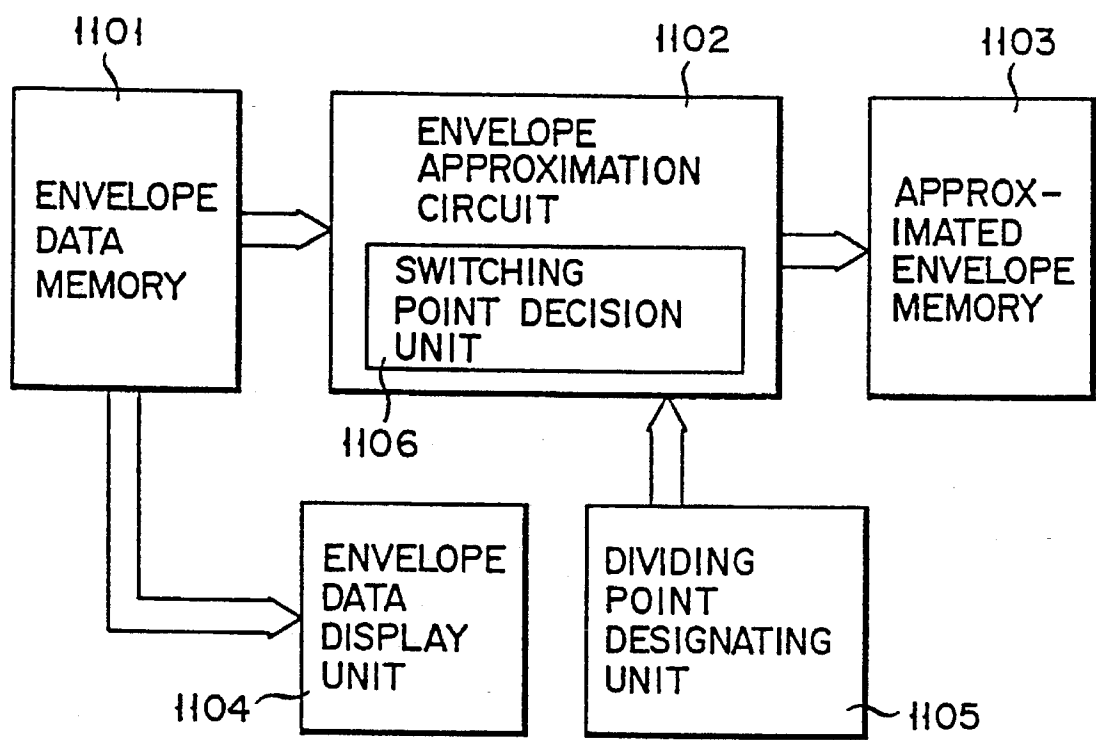 1101
1102
1103
ENVELOPE
DATA
MEMORY
ENVELOPE
APPROXIMATION
CIRCUIT
SWITCHING
POINT DECISION
UNIT
APPROX-
IMATED
ENVELOPE
MEMORY
1106
ENVELOPE
DATA
DISPLAY
UNIT
DIVIDING
POINT
DESIGNATING
UNIT
1104
1105